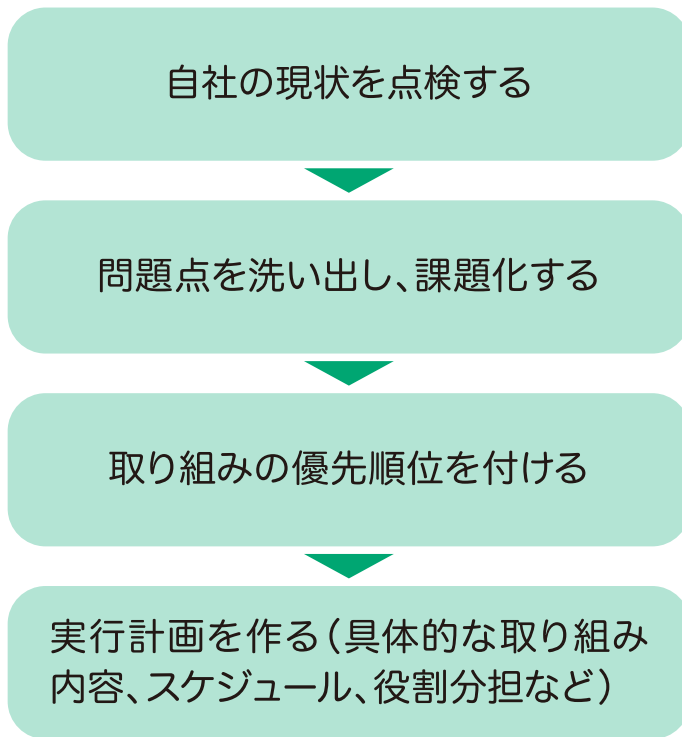 自社の現状を点検する
問題点を洗い出し、課題化する
取り組みの優先順位を付ける
実行計画を作る（具体的な取り組み
内容、スケジュール、役割分担など）